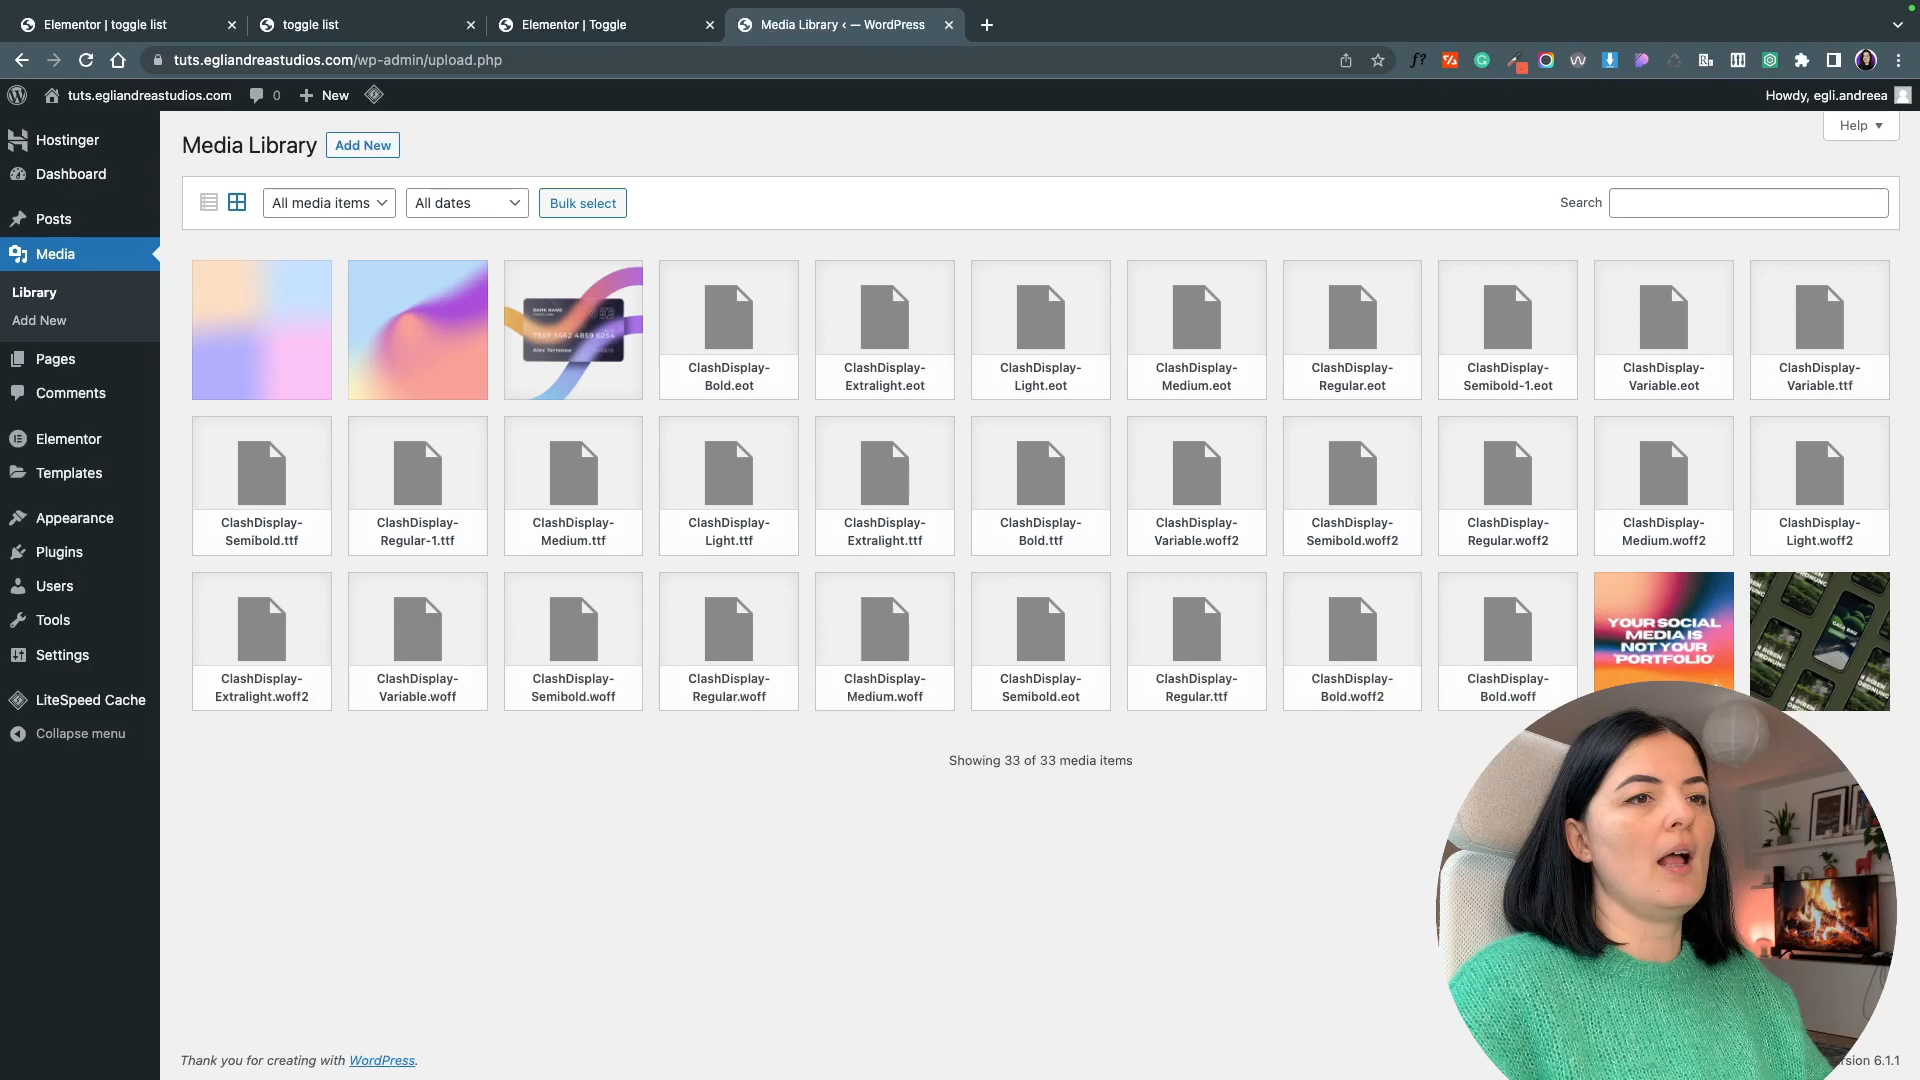 Elementor | toggle list
toggle list
Elementor | Toggle
Media Library ‹ — WordPress
tuts.egliandreastudios.com/wp-admin/upload.php
tuts.egliandreastudios.com
0
New
Howdy, egli.andreea
Hostinger
Dashboard
Posts
Media
Library
Add New
Pages
Comments
Elementor
Templates
Appearance
Plugins
Users
Tools
Settings
LiteSpeed Cache
Collapse menu
Media Library
Add New
Help
All media items
All dates
Bulk select
Search
BANK NAME
ClashDisplay-
Bold.eot
ClashDisplay-
Extralight.eot
ClashDisplay-
Light.eot
ClashDisplay-
Medium.eot
ClashDisplay-
Regular.eot
ClashDisplay-
Semibold-1.eot
ClashDisplay-
Variable.eot
ClashDisplay-
Variable.ttf
ClashDisplay-
Semibold.ttf
ClashDisplay-
Regular-1.ttf
ClashDisplay-
Medium.ttf
ClashDisplay-
Light.ttf
ClashDisplay-
Extralight.ttf
ClashDisplay-
Bold.ttf
ClashDisplay-
Variable.woff2
ClashDisplay-
Semibold.woff2
ClashDisplay-
Regular.woff2
ClashDisplay-
Medium.woff2
ClashDisplay-
Light.woff2
ClashDisplay-
Extralight.woff2
ClashDisplay-
Variable.woff
ClashDisplay-
Semibold.woff
ClashDisplay-
Regular.woff
ClashDisplay-
Medium.woff
ClashDisplay-
Semibold.eot
ClashDisplay-
Regular.ttf
ClashDisplay-
Bold.woff2
ClashDisplay-
Bold.woff
YOUR SOCIAL
MEDIA IS
NOT YOUR
PORTFOLIO
Showing 33 of 33 media items
Thank you for creating with WordPress.
sion 6.1.1